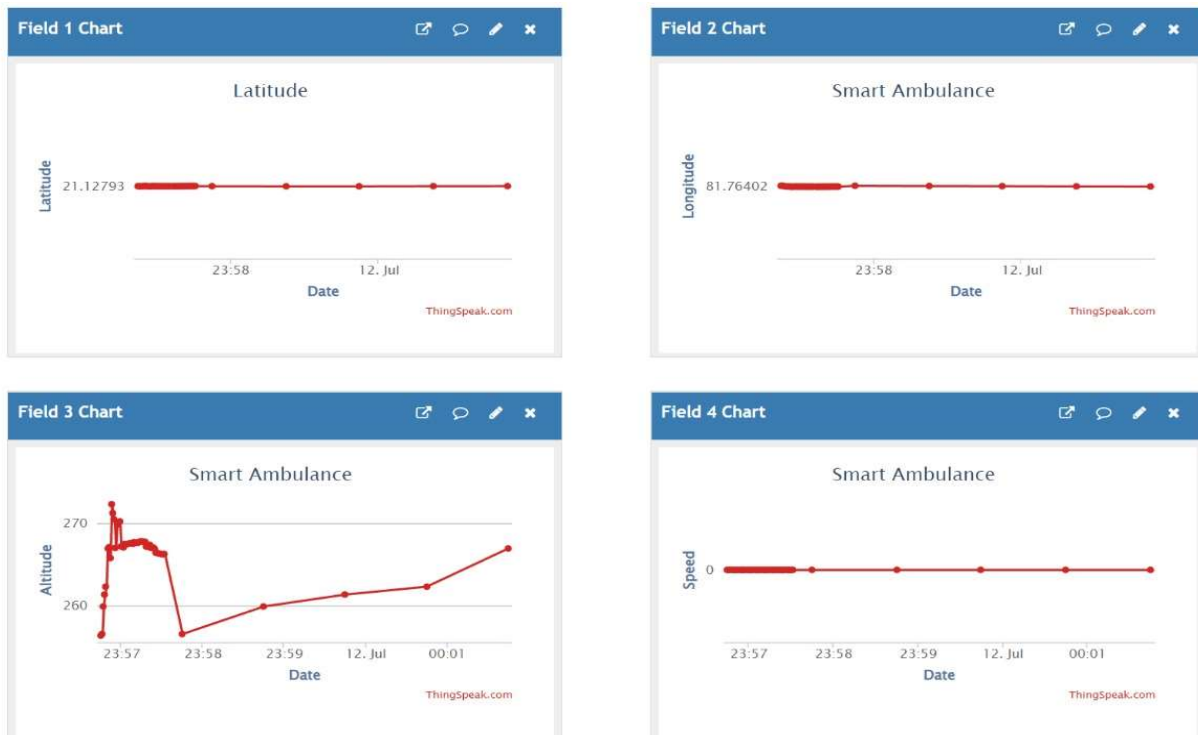 Field 1 Chart
Latitude
Latitude
21.12793
23:58
12. Jul
Date
ThingSpeak.com
Field 2 Chart
Smart Ambulance
Longitude
81.76402
23:58
12. Jul
Date
ThingSpeak.com
Field 3 Chart
Smart Ambulance
Altitude
270
260
23:57
23:58
23:59
12. Jul
00:01
Date
ThingSpeak.com
Field 4 Chart
Smart Ambulance
Speed
0
23:57
23:58
23:59
12. Jul
00:01
Date
ThingSpeak.com